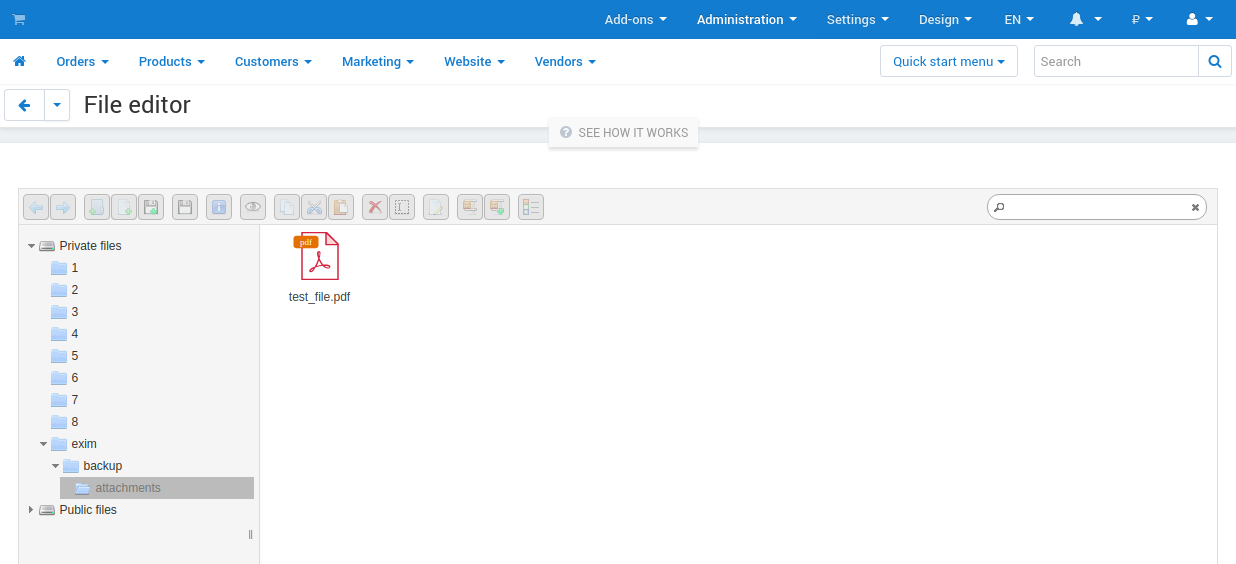 Add-ons Administration Settings Design EN ₽
Orders Products Customers Marketing Website Vendors Quick start menu Search
File editor
SEE HOW IT WORKS
Private files
1
2
3
4
5
6
7
8
exim
backup
attachments
Public files
pdf
test_file.pdf